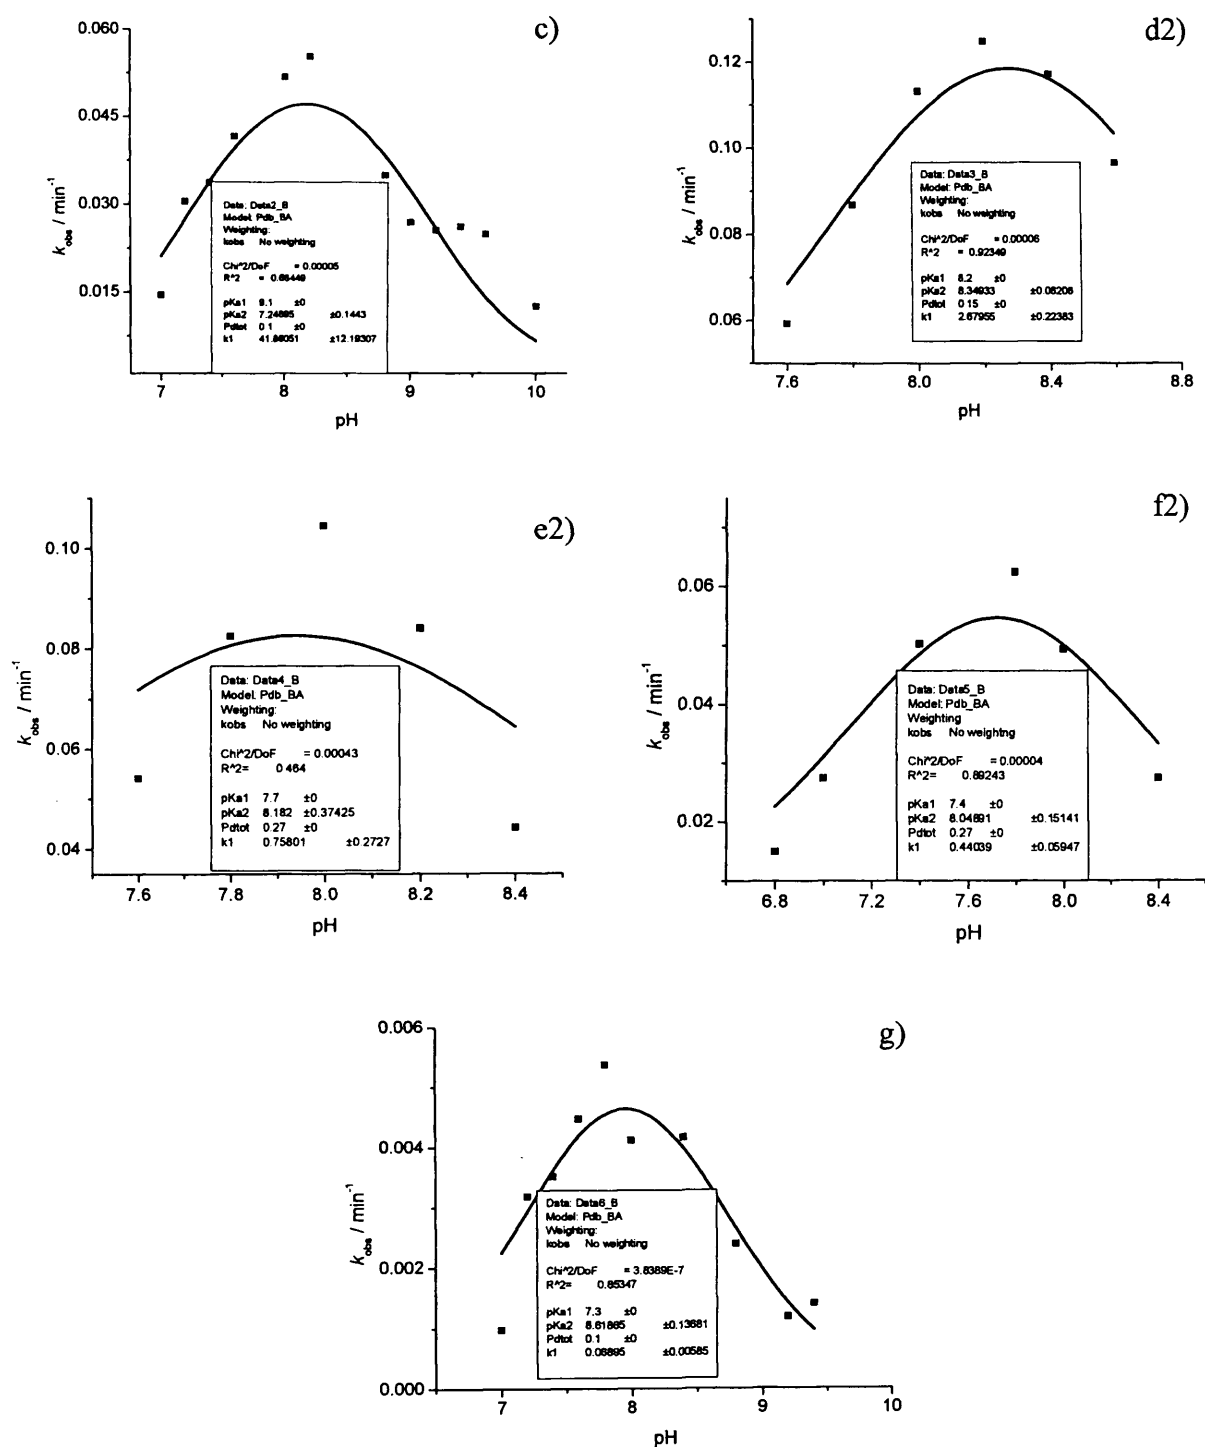 c)
0.060
0.045
0.030
0.015
kobs / min-1
Data: Data2_B
Model: Pdb_BA
Weighting:
kobs No weighting
Chi^2/DoF = 0.00005
R^2 = 0.68449
pKa1 9.1 ±0
pKa2 7.24695 ±0.1443
Pdtot 0.1 ±0
k1 41.86051 ±12.19307
7 8 9 10
pH
d2)
0.12
0.10
0.08
0.06
kobs / min-1
Data: Data3_B
Model: Pdb_BA
Weighting:
kobs No weighting
Chi^2/DoF = 0.00006
R^2 = 0.92349
pKa1 8.2 ±0
pKa2 8.34933 ±0.08208
Pdtot 0.15 ±0
k1 2.67955 ±0.22383
7.6 8.0 8.4 8.8
pH
e2)
0.10
0.08
0.06
0.04
kobs / min-1
Data: Data4_B
Model: Pdb_BA
Weighting:
kobs No weighting
Chi^2/DoF = 0.00043
R^2= 0.464
pKa1 7.7 ±0
pKa2 8.182 ±0.37425
Pdtot 0.27 ±0
k1 0.75801 ±0.2727
7.6 7.8 8.0 8.2 8.4
pH
f2)
0.06
0.04
0.02
kobs / min-1
Data: Data5_B
Model: Pdb_BA
Weighting
kobs No weighting
Chi^2/DoF = 0.00004
R^2= 0.89243
pKa1 7.4 ±0
pKa2 8.04691 ±0.15141
Pdtot 0.27 ±0
k1 0.44039 ±0.05947
6.8 7.2 7.6 8.0 8.4
pH
g)
0.006
0.004
0.002
0.000
kobs / min-1
Data: Data6_B
Model: Pdb_BA
Weighting:
kobs No weighting
Chi^2/DoF = 3.8389E-7
R^2= 0.85347
pKa1 7.3 ±0
pKa2 8.61865 ±0.13681
Pdtot 0.1 ±0
k1 0.06895 ±0.00585
7 8 9 10
pH